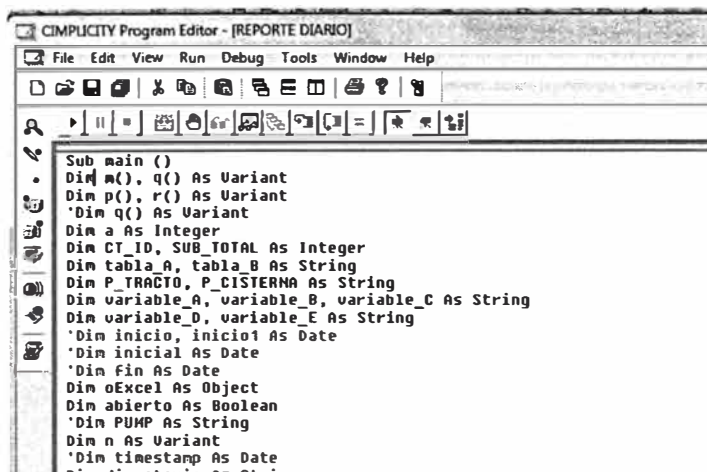 CIMPLICITY Program Editor - [REPORTE DIARIO]
File Edit View Run Debug Tools Window Help
Sub main ()
Dim m(), q() As Variant
Dim p(), r() As Variant
'Dim q() As Variant
Dim a As Integer
Dim CT_ID, SUB_TOTAL As Integer
Dim tabla_A, tabla_B As String
Dim P_TRACTO, P_CISTERNA As String
Dim variable_A, variable_B, variable_C As String
Dim variable_D, variable_E As String
'Dim inicio, inicio1 As Date
'Dim inicial As Date
'Dim fin As Date
Dim oExcel As Object
Dim abierto As Boolean
'Dim PUMP As String
Dim n As Variant
'Dim timestamp As Date